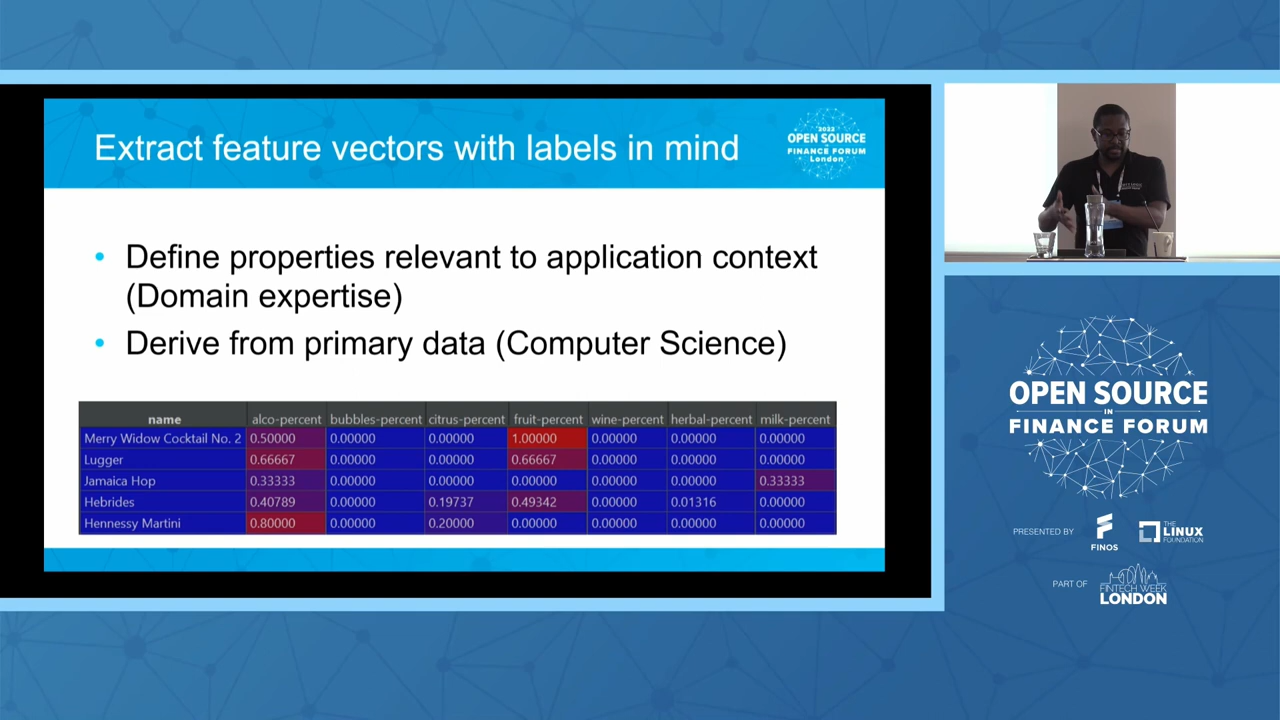 Extract feature vectors with labels in mind
2022
OPEN SOURCE
IN
FINANCE FORUM
London
• Define properties relevant to application context
(Domain expertise)
• Derive from primary data (Computer Science)
name alco-percent bubbles-percent citrus-percent fruit-percent wine-percent herbal-percent milk-percent
Merry Widow Cocktail No. 2 0.50000 0.00000 0.00000 1.00000 0.00000 0.00000 0.00000
Lugger 0.66667 0.00000 0.00000 0.66667 0.00000 0.00000 0.00000
Jamaica Hop 0.33333 0.00000 0.00000 0.00000 0.00000 0.00000 0.33333
Hebrides 0.40789 0.00000 0.19737 0.49342 0.00000 0.01316 0.00000
Hennessy Martini 0.80000 0.00000 0.20000 0.00000 0.00000 0.00000 0.00000
OPEN SOURCE
IN
FINANCE FORUM
PRESENTED BY
FINOS
THE
LINUX
FOUNDATION
PART OF
FINTECH WEEK
LONDON